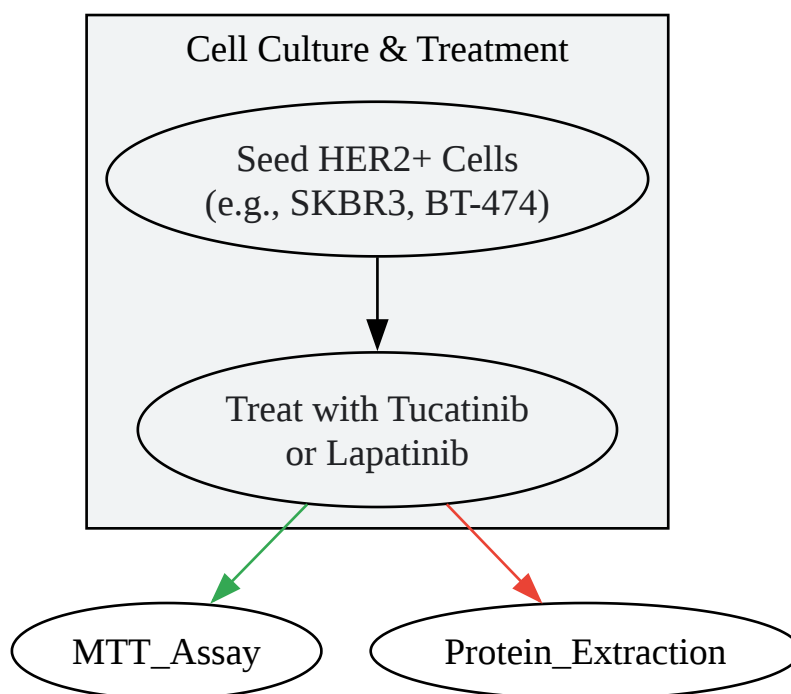 Cell Culture & Treatment
Seed HER2+ Cells
(e.g., SKBR3, BT-474)
Treat with Tucatinib
or Lapatinib
MTT_Assay
Protein_Extraction